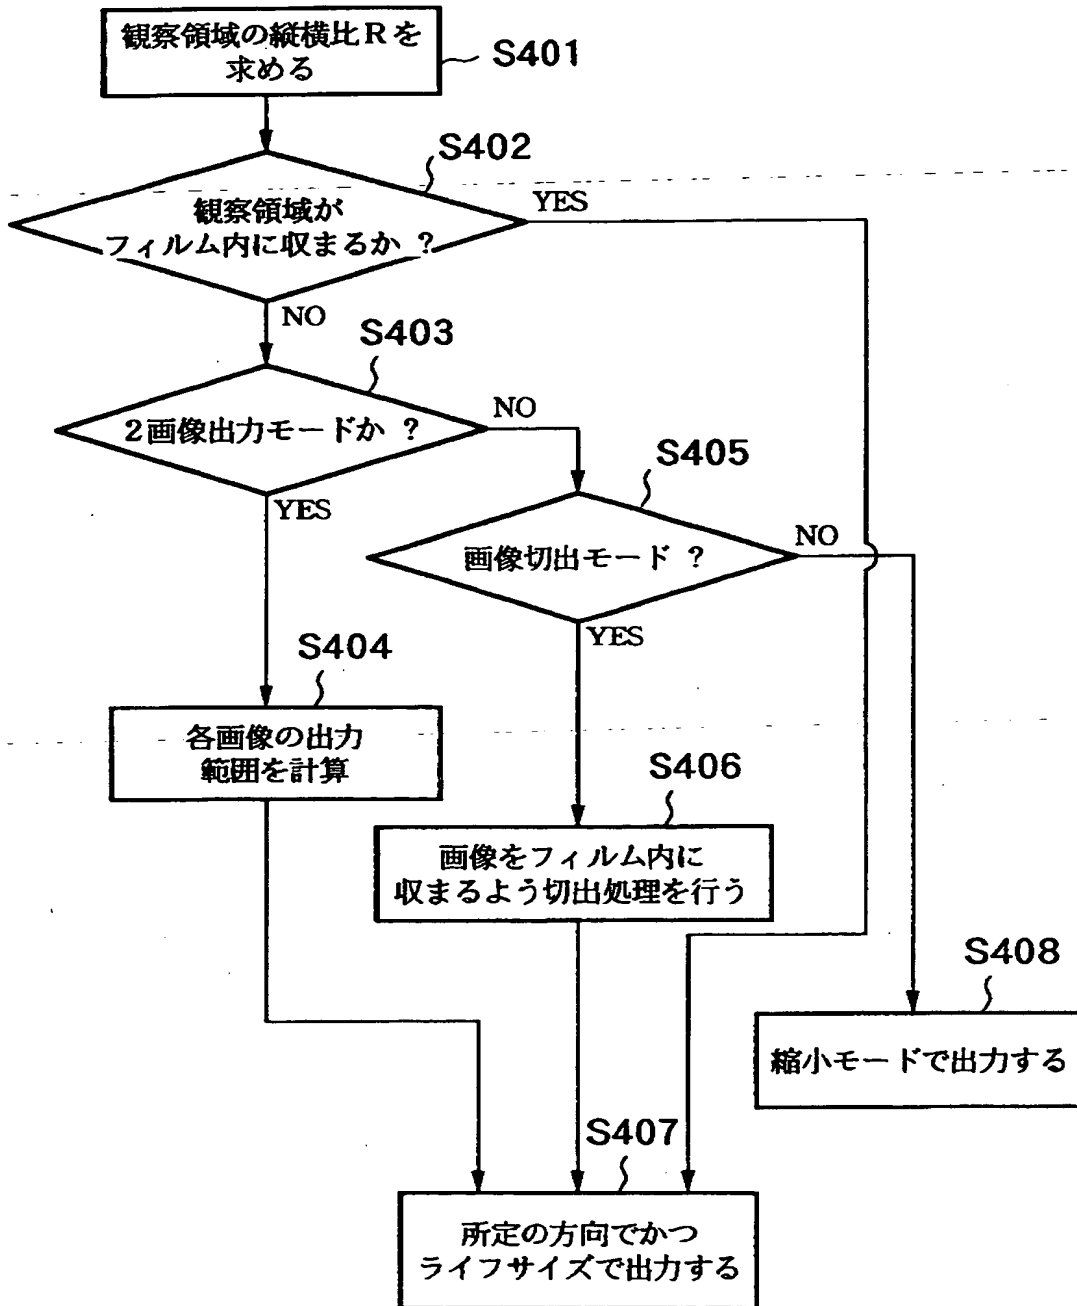 観察領域の縦横比Rを
求める
S401
S402
観察領域が
フィルム内に収まるか ?
YES
NO
S403
2画像出力モードか ?
NO
YES
S405
画像切出モード ?
NO
YES
S404
各画像の出力
範囲を計算
S406
画像をフィルム内に
収まるよう切出処理を行う
S408
縮小モードで出力する
S407
所定の方向でかつ
ライフサイズで出力する